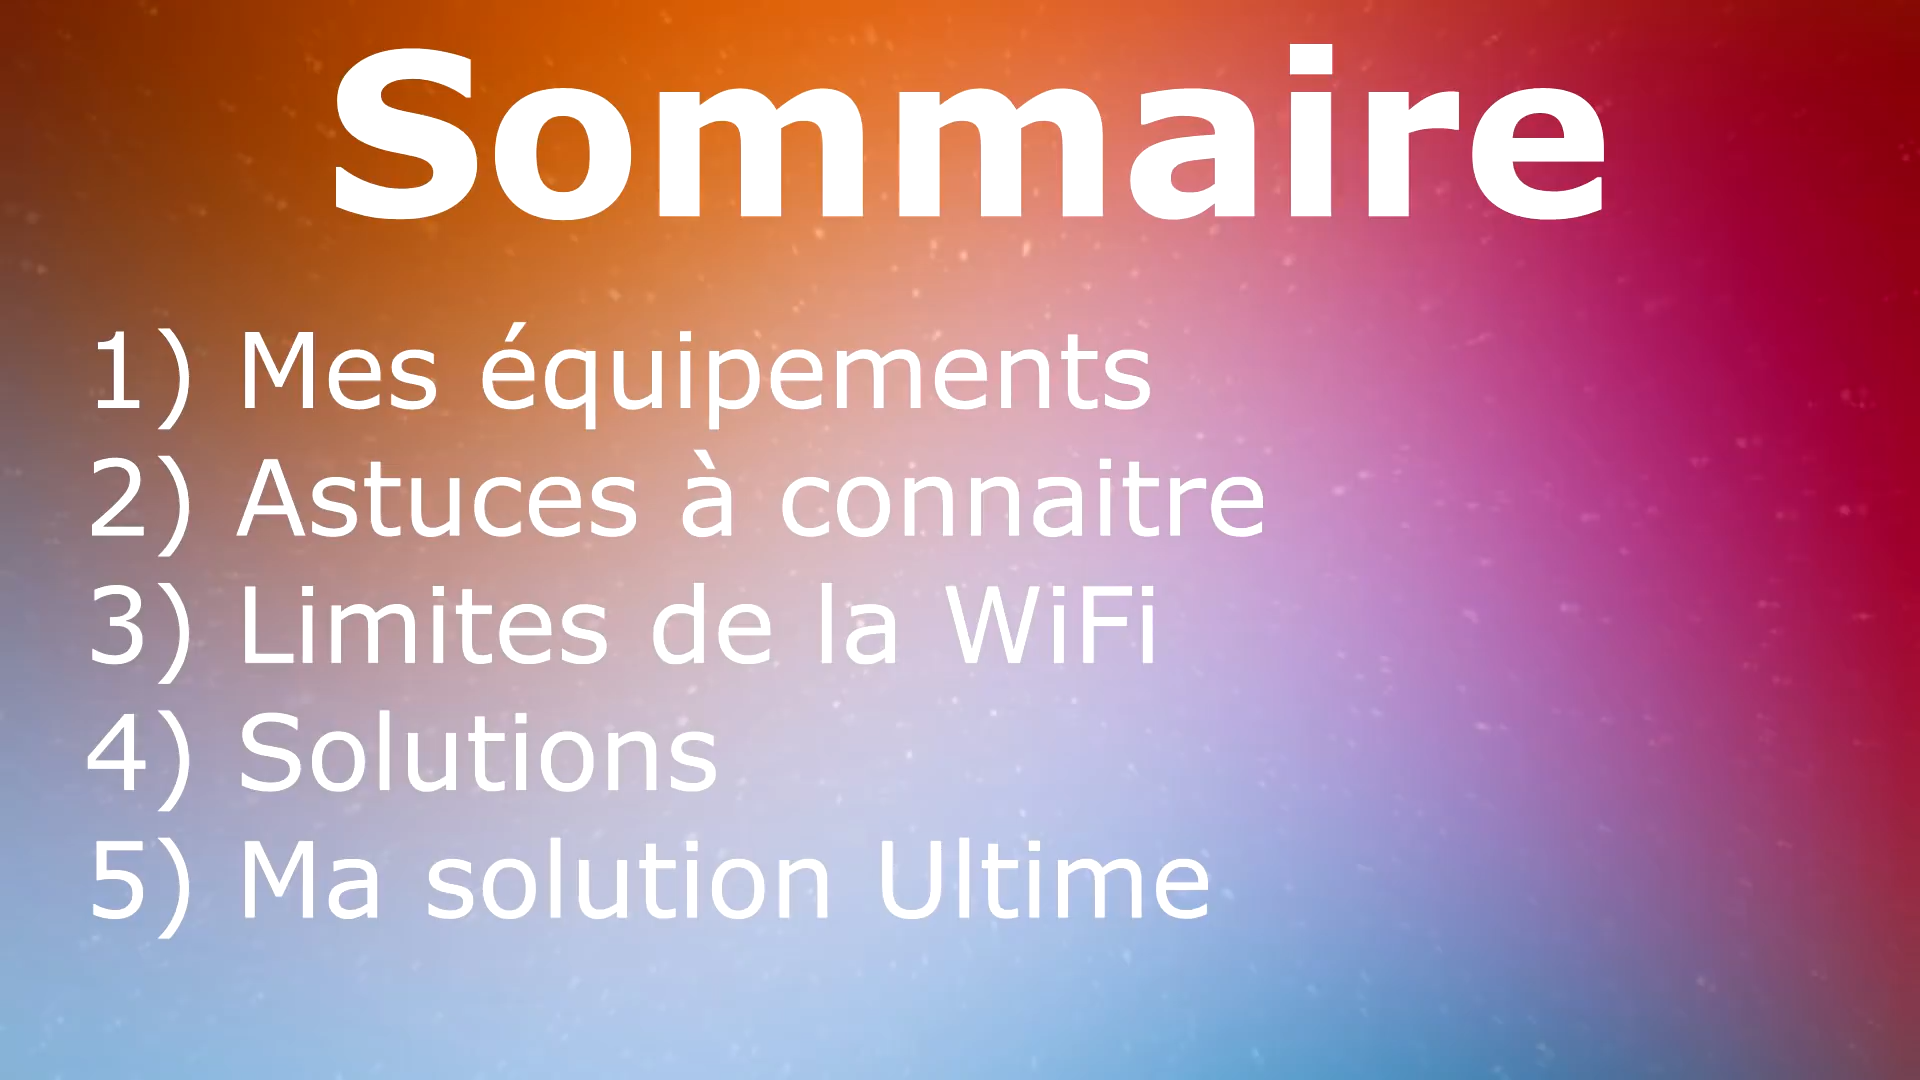 Sommaire
1) Mes équipements
2) Astuces à connaitre
3) Limites de la WiFi
4) Solutions
5) Ma solution Ultime